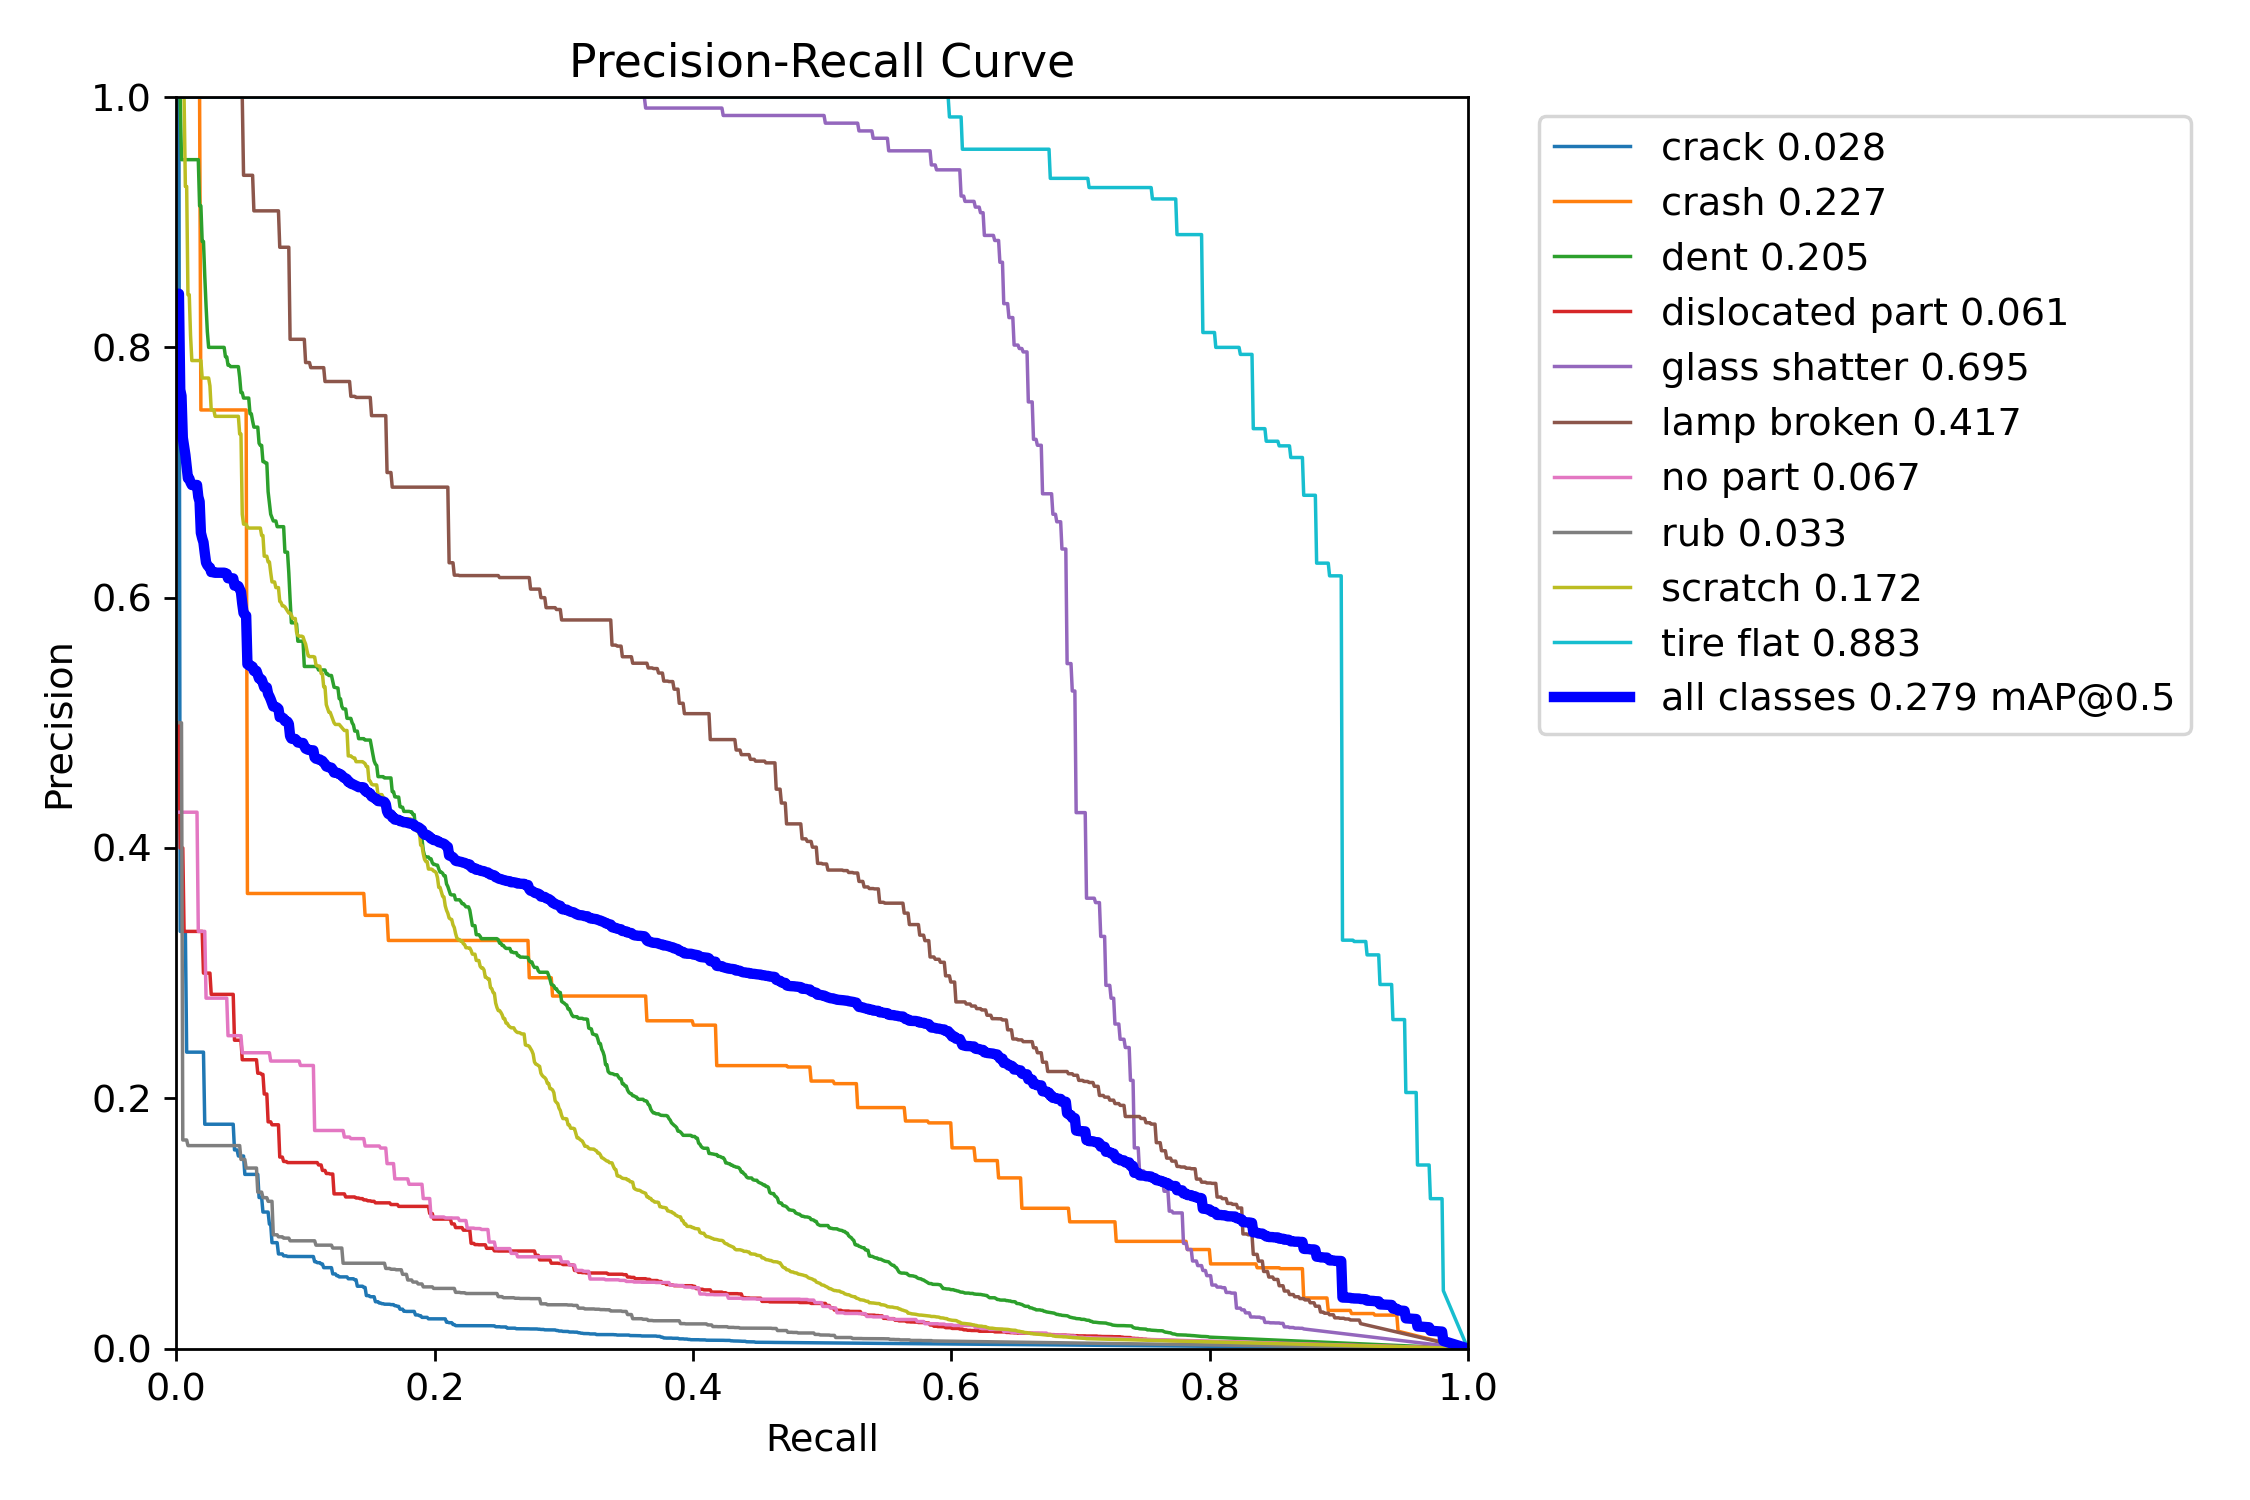 Precision-Recall Curve
1.0
0.8
0.6
0.4
0.2
0.0
Precision
0.0 0.2 0.4 0.6 0.8 1.0
Recall
crack 0.028
crash 0.227
dent 0.205
dislocated part 0.061
glass shatter 0.695
lamp broken 0.417
no part 0.067
rub 0.033
scratch 0.172
tire flat 0.883
all classes 0.279 mAP@0.5